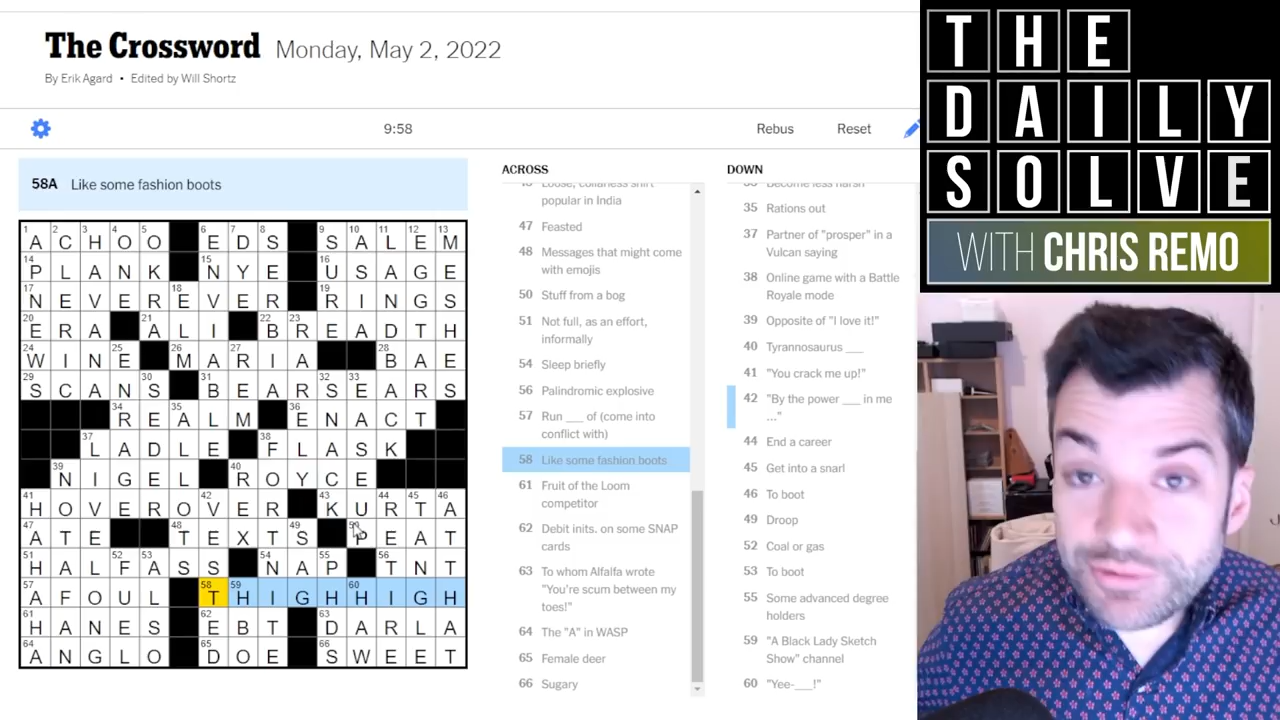 The Crossword Monday, May 2, 2022
By Erik Agard • Edited by Will Shortz
9:58
Rebus
Reset
58A Like some fashion boots
ACHOO EDS SALEM
PLANK NYE USAGE
NEVEREVER RINGS
ERA ALI BREADTH
WINE MARIA BAE
SCANS BEARSEARS
REALM ENACT
LADLE FLASK
NIGEL ROYCE
HOVEROVER KURTA
ATE TEXTS PEAT
HALFASS NAP TNT
AFOUL THIGHHIGH
HANES EBT DARLA
ANGLO DOE SWEET
ACROSS
popular in India
47 Feasted
48 Messages that might come
with emojis
50 Stuff from a bog
51 Not full, as an effort,
informally
54 Sleep briefly
56 Palindromic explosive
57 Run ___ of (come into
conflict with)
58 Like some fashion boots
61 Fruit of the Loom
competitor
62 Debit inits. on some SNAP
cards
63 To whom Alfalfa wrote
"You're scum between my
toes!"
64 The "A" in WASP
65 Female deer
66 Sugary
DOWN
35 Rations out
37 Partner of "prosper" in a
Vulcan saying
38 Online game with a Battle
Royale mode
39 Opposite of "I love it!"
40 Tyrannosaurus ___
41 "You crack me up!"
42 "By the power ___ in me
..."
44 End a career
45 Get into a snarl
46 To boot
49 Droop
52 Coal or gas
53 To boot
55 Some advanced degree
holders
59 "A Black Lady Sketch
Show" channel
60 "Yee-___!"
THE
DAILY
SOLVE
WITH CHRIS REMO